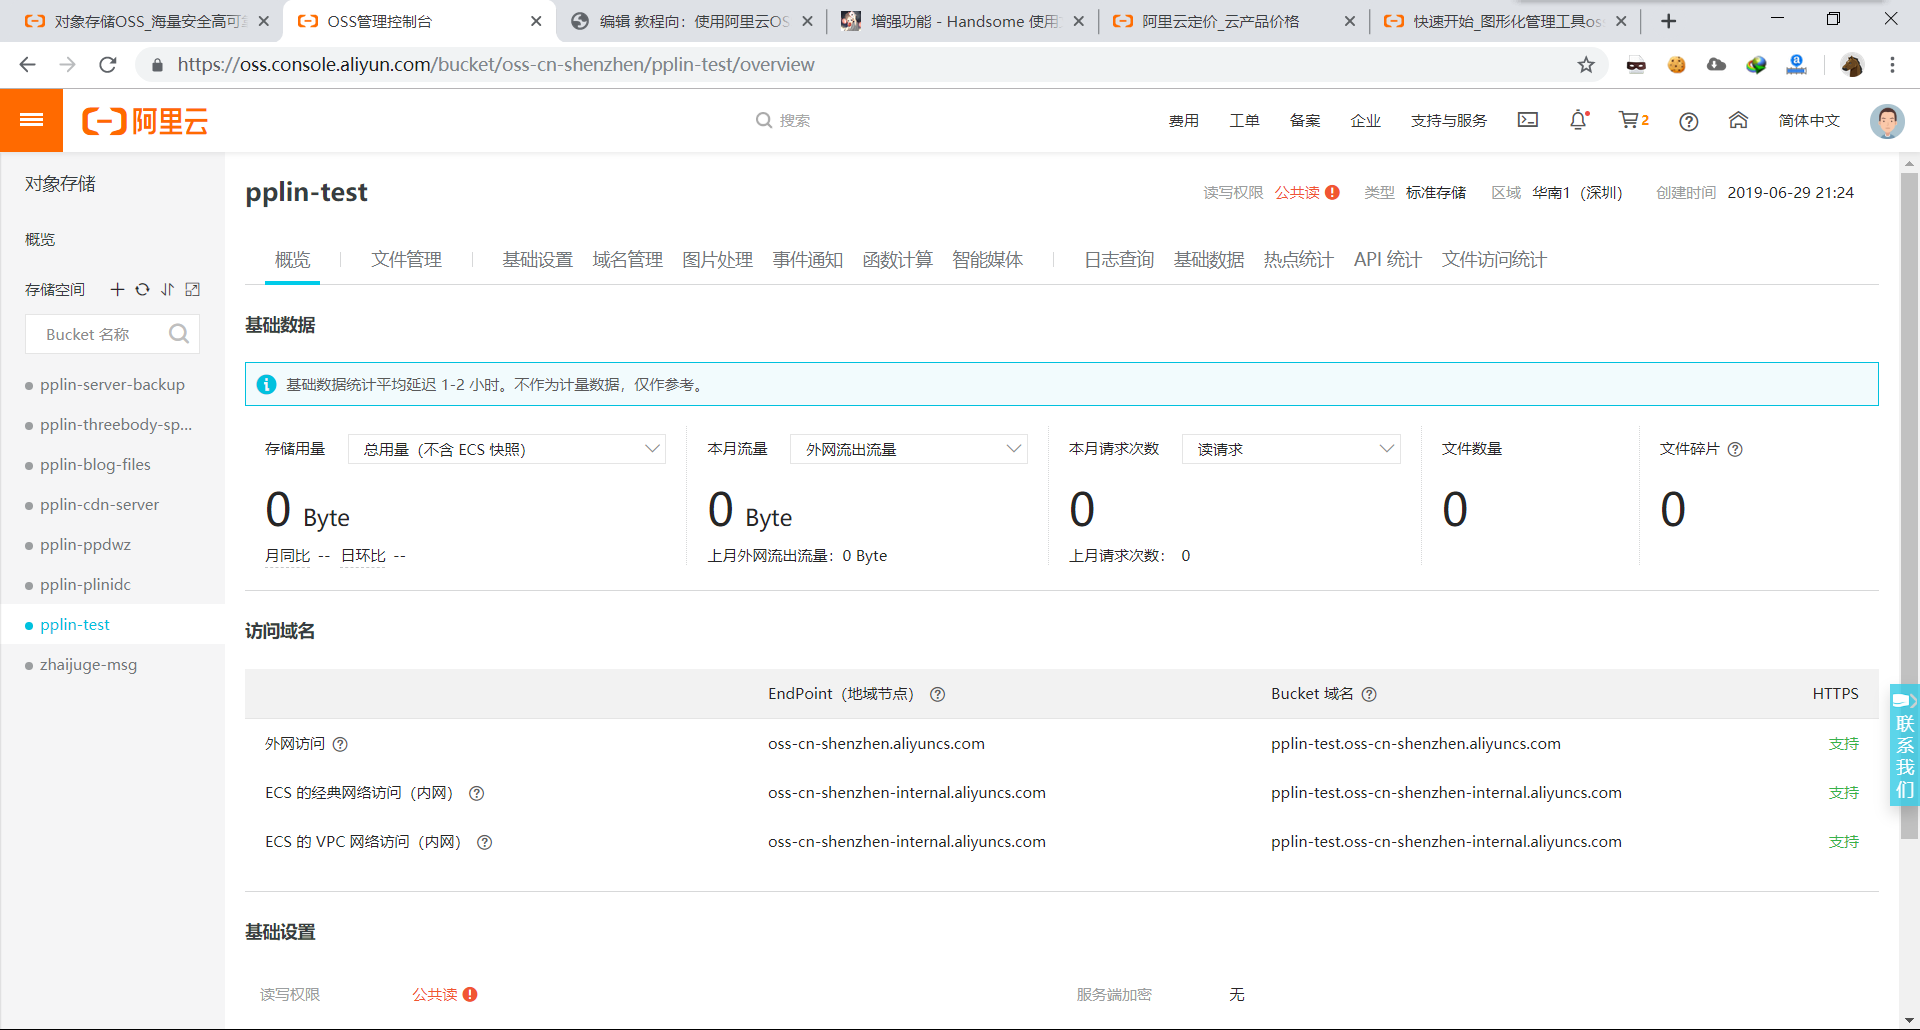 对象存储OSS_海量安全高可靠
OSS管理控制台
编辑 教程向：使用阿里云OS
增强功能 - Handsome 使用
阿里云定价_云产品价格
快速开始_图形化管理工具os
https://oss.console.aliyun.com/bucket/oss-cn-shenzhen/pplin-test/overview
阿里云
搜索
费用
工单
备案
企业
支持与服务
2
简体中文
对象存储
概览
存储空间
Bucket 名称
pplin-server-backup
pplin-threebody-sp...
pplin-blog-files
pplin-cdn-server
pplin-ppdwz
pplin-plinidc
pplin-test
zhaijuge-msg
pplin-test
读写权限 公共读 类型 标准存储 区域 华南1（深圳） 创建时间 2019-06-29 21:24
概览 文件管理 基础设置 域名管理 图片处理 事件通知 函数计算 智能媒体 日志查询 基础数据 热点统计 API 统计 文件访问统计
基础数据
基础数据统计平均延迟 1-2 小时。不作为计量数据，仅作参考。
存储用量 总用量（不含 ECS 快照）
0 Byte
月同比 -- 日环比 --
本月流量 外网流出流量
0 Byte
上月外网流出流量：0 Byte
本月请求次数 读请求
0
上月请求次数： 0
文件数量
0
文件碎片
0
访问域名
EndPoint（地域节点） Bucket 域名 HTTPS
外网访问 oss-cn-shenzhen.aliyuncs.com pplin-test.oss-cn-shenzhen.aliyuncs.com 支持
ECS 的经典网络访问（内网） oss-cn-shenzhen-internal.aliyuncs.com pplin-test.oss-cn-shenzhen-internal.aliyuncs.com 支持
ECS 的 VPC 网络访问（内网） oss-cn-shenzhen-internal.aliyuncs.com pplin-test.oss-cn-shenzhen-internal.aliyuncs.com 支持
基础设置
读写权限 公共读 服务端加密 无
联系我们